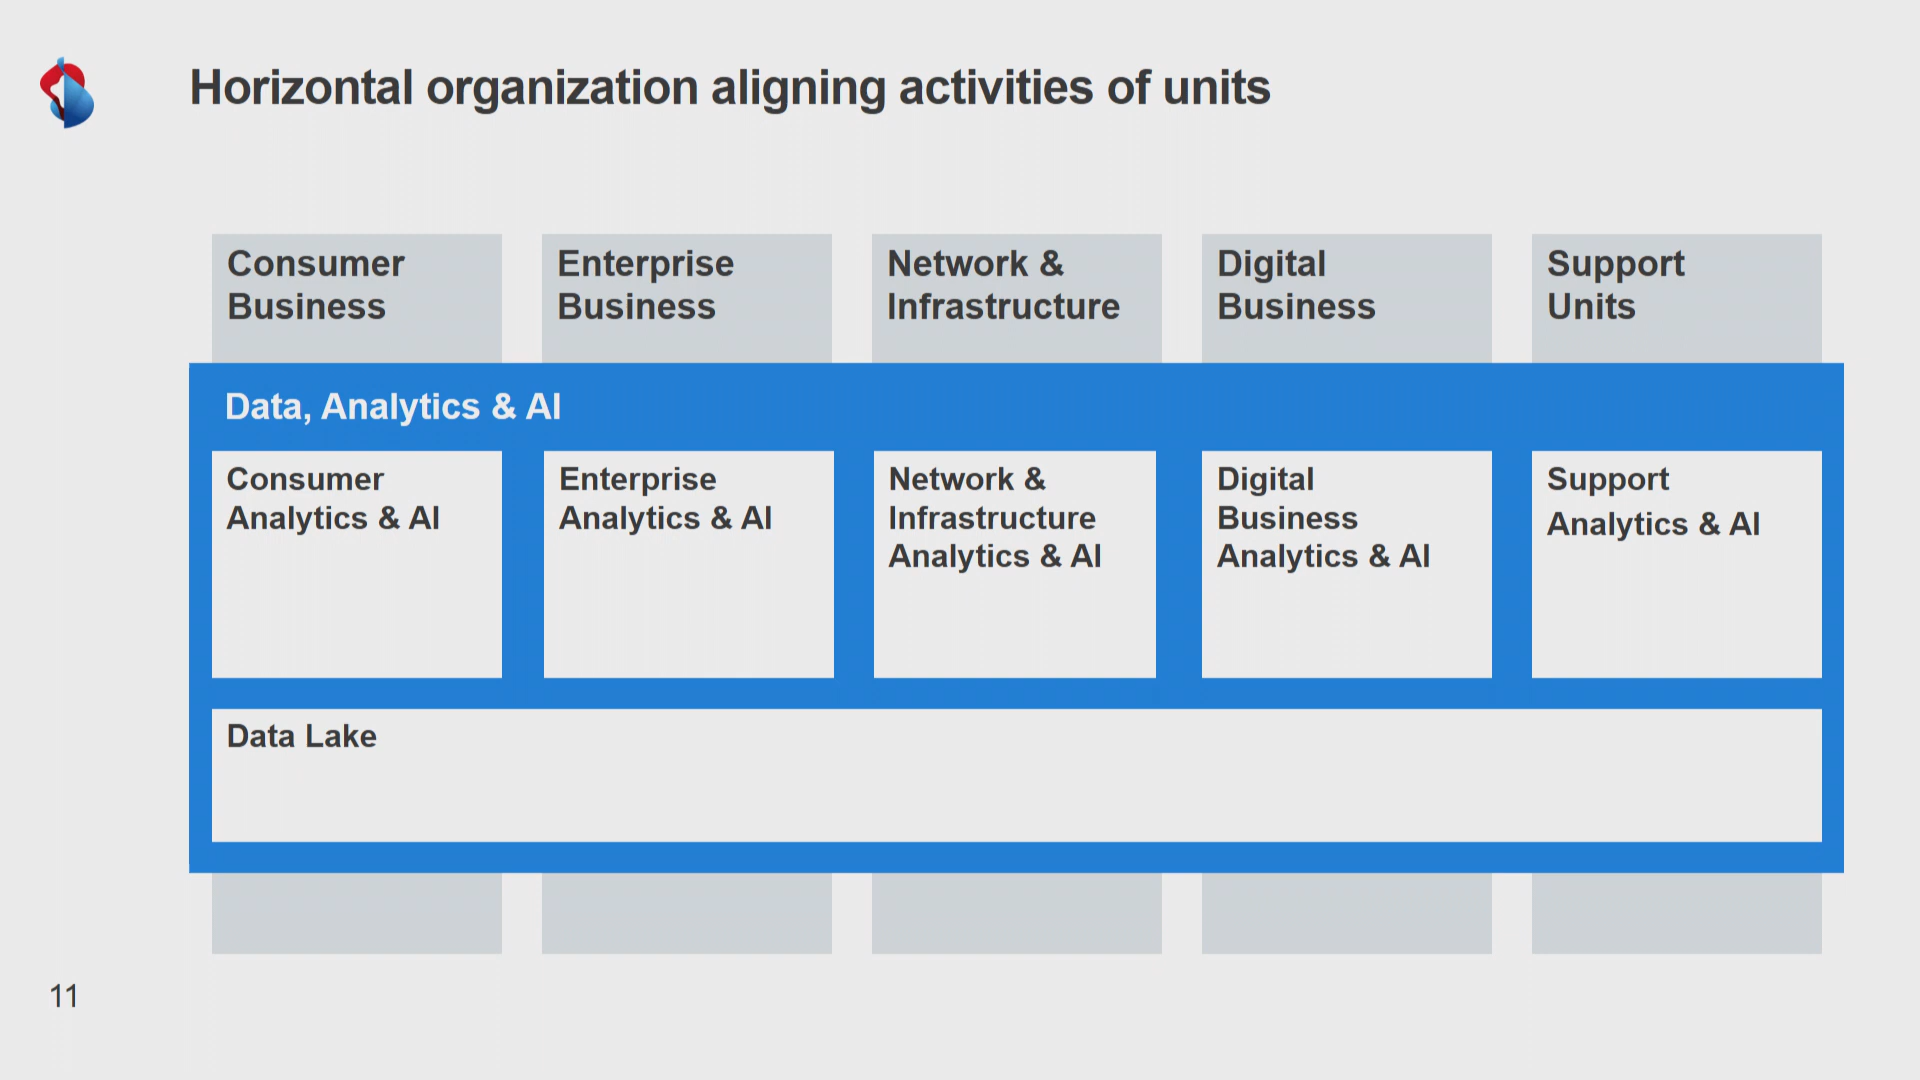 Horizontal organization aligning activities of units
Consumer
Business
Enterprise
Business
Network &
Infrastructure
Digital
Business
Support
Units
Data, Analytics & AI
Consumer
Analytics & AI
Enterprise
Analytics & AI
Network &
Infrastructure
Analytics & AI
Digital
Business
Analytics & AI
Support
Analytics & AI
Data Lake
11